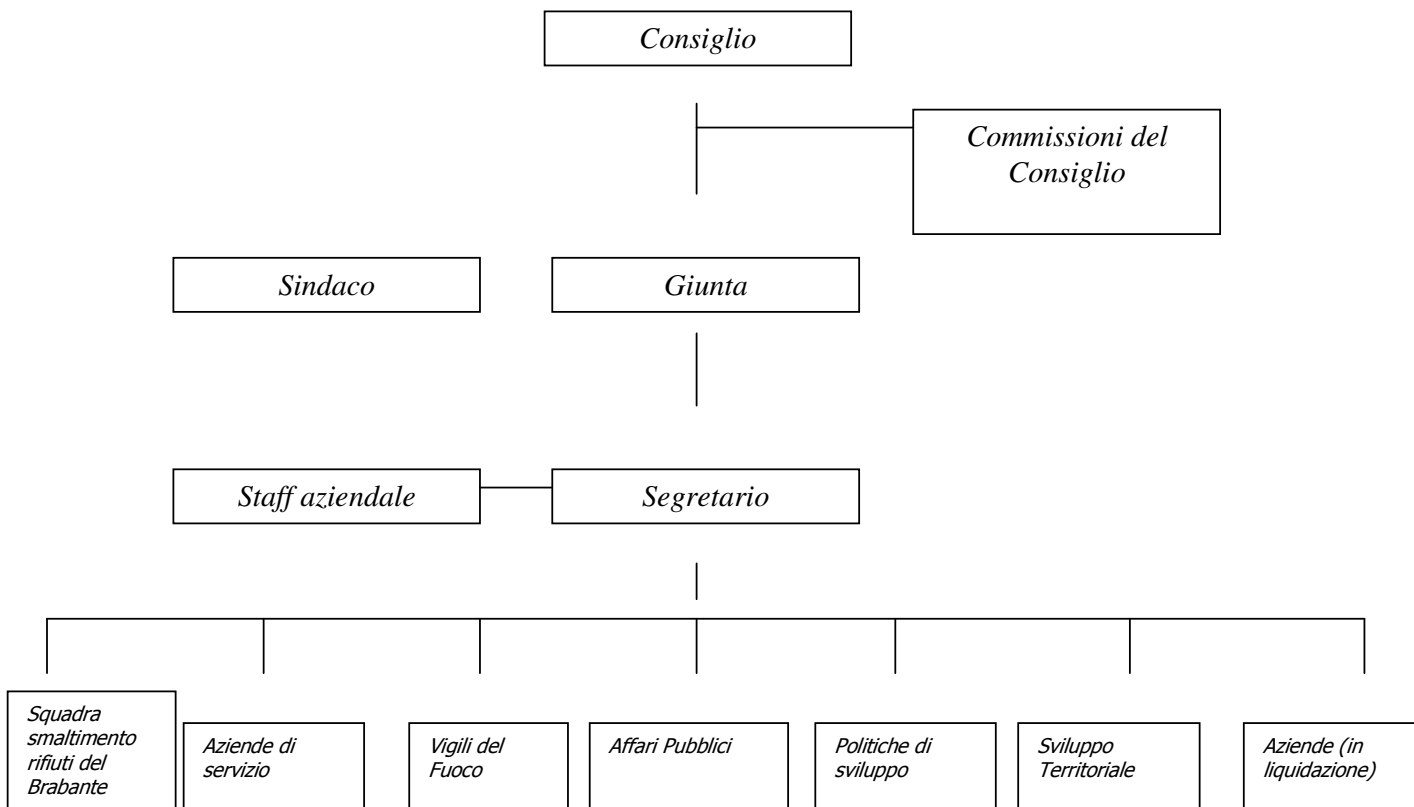 Consiglio
Commissioni del
Consiglio
Sindaco
Giunta
Staff aziendale
Segretario
Squadra
smaltimento
rifiuti del
Brabante
Aziende di
servizio
Vigili del
Fuoco
Affari Pubblici
Politiche di
sviluppo
Sviluppo
Territoriale
Aziende (in
liquidazione)